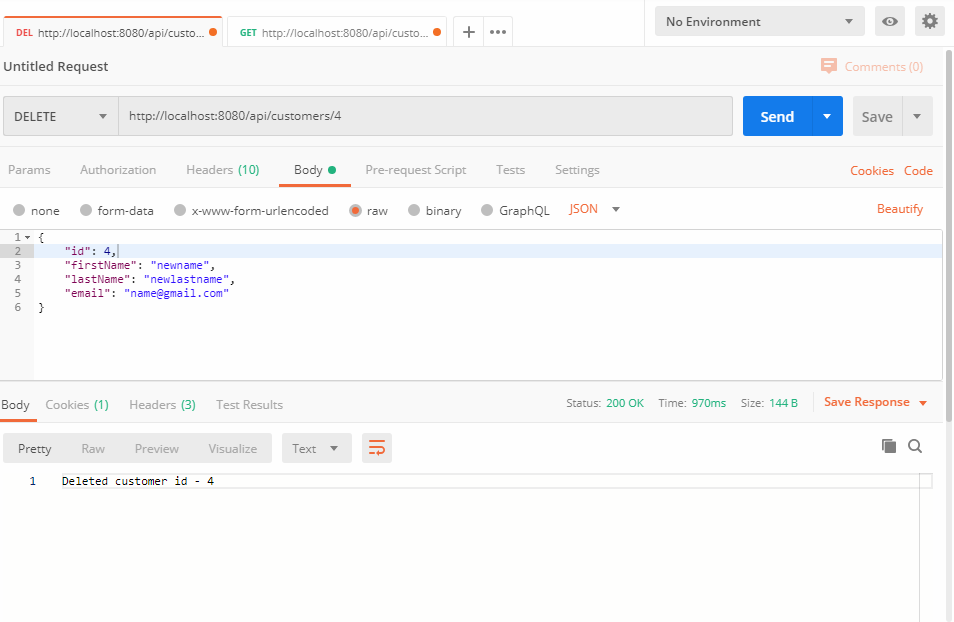 DEL http://localhost:8080/api/custo... GET http://localhost:8080/api/custo... + ••• No Environment
Untitled Request Comments (0)
DELETE http://localhost:8080/api/customers/4 Send Save
Params Authorization Headers (10) Body Pre-request Script Tests Settings Cookies Code
none form-data x-www-form-urlencoded raw binary GraphQL JSON Beautify
1 {
2 "id": 4,
3 "firstName": "newname",
4 "lastName": "newlastname",
5 "email": "name@gmail.com"
6 }
Body Cookies (1) Headers (3) Test Results Status: 200 OK Time: 970ms Size: 144 B Save Response
Pretty Raw Preview Visualize Text
1 Deleted customer id - 4